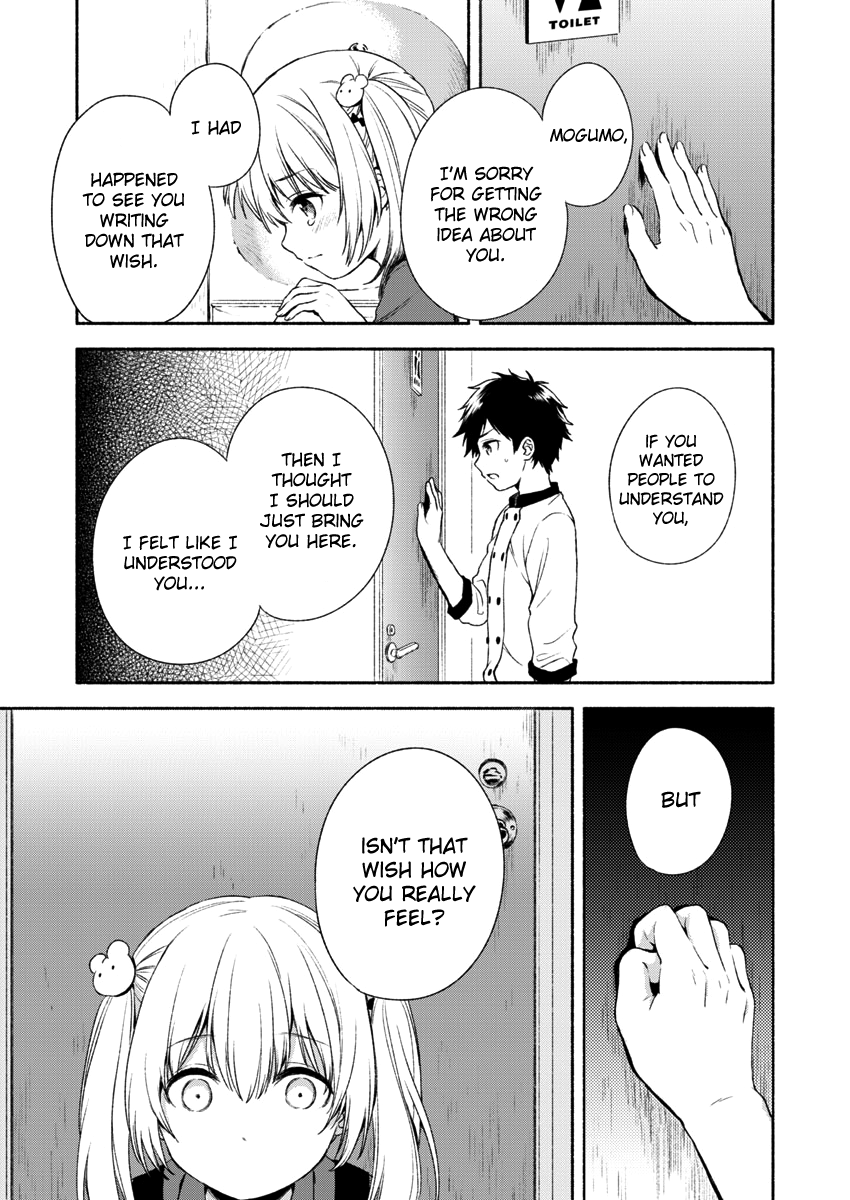 TOILET
MOGUMO,
I'M SORRY
FOR GETTING
THE WRONG
IDEA ABOUT
YOU.
I HAD
HAPPENED
TO SEE YOU
WRITING
DOWN THAT
WISH.
IF YOU
WANTED
PEOPLE TO
UNDERSTAND
YOU,
THEN I
THOUGHT
I SHOULD
JUST BRING
YOU HERE.
I FELT LIKE I
UNDERSTOOD
YOU...
BUT
ISN'T THAT
WISH HOW
YOU REALLY
FEEL?